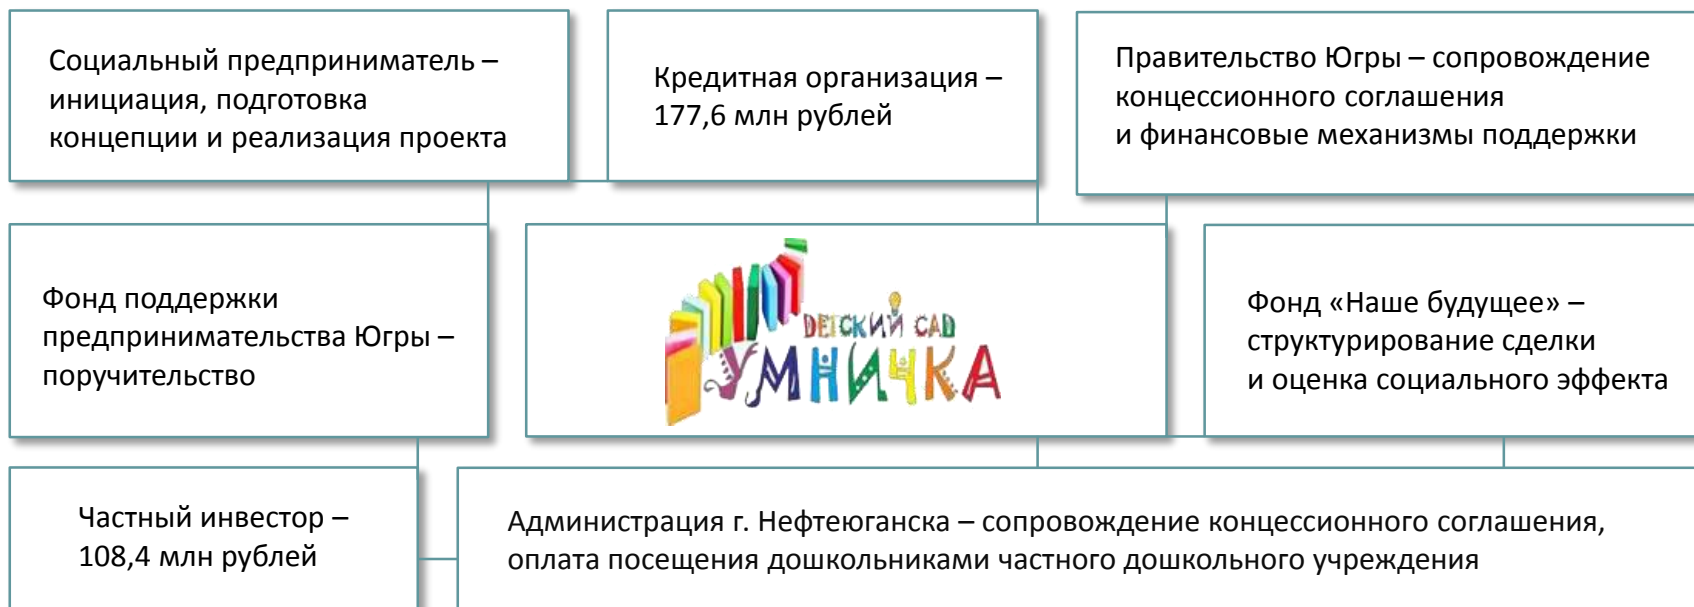 Социальный предприниматель –
инициация, подготовка
концепции и реализация проекта
Кредитная организация –
177,6 млн рублей
Правительство Югры – сопровождение
концессионного соглашения
и финансовые механизмы поддержки
Фонд поддержки
предпринимательства Югры –
поручительство
ДЕТСКИЙ САД
УМНИЧКА
Фонд «Наше будущее» –
структурирование сделки
и оценка социального эффекта
Частный инвестор –
108,4 млн рублей
Администрация г. Нефтеюганска – сопровождение концессионного соглашения,
оплата посещения дошкольниками частного дошкольного учреждения